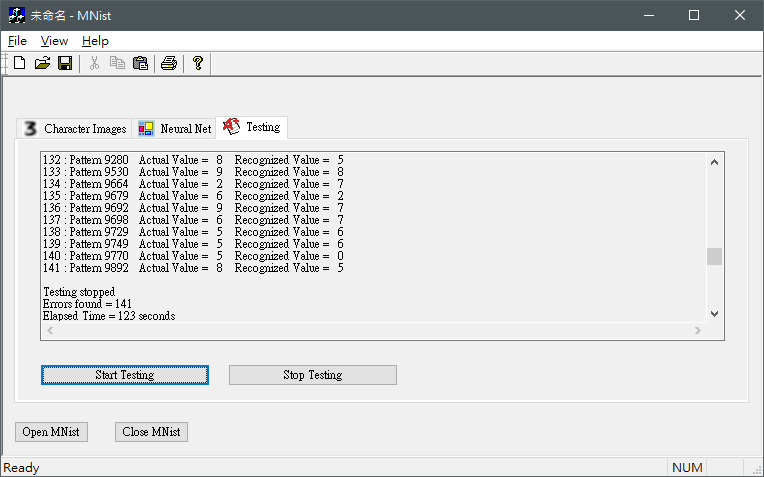 未命名 - MNist
File View Help
3 Character Images Neural Net Testing
132 : Pattern 9280 Actual Value = 8 Recognized Value = 5
133 : Pattern 9530 Actual Value = 9 Recognized Value = 8
134 : Pattern 9664 Actual Value = 2 Recognized Value = 7
135 : Pattern 9679 Actual Value = 6 Recognized Value = 2
136 : Pattern 9692 Actual Value = 9 Recognized Value = 7
137 : Pattern 9698 Actual Value = 6 Recognized Value = 7
138 : Pattern 9729 Actual Value = 5 Recognized Value = 6
139 : Pattern 9749 Actual Value = 5 Recognized Value = 6
140 : Pattern 9770 Actual Value = 5 Recognized Value = 0
141 : Pattern 9892 Actual Value = 8 Recognized Value = 5
Testing stopped
Errors found = 141
Elapsed Time = 123 seconds
Start Testing Stop Testing
Open MNist Close MNist
Ready NUM